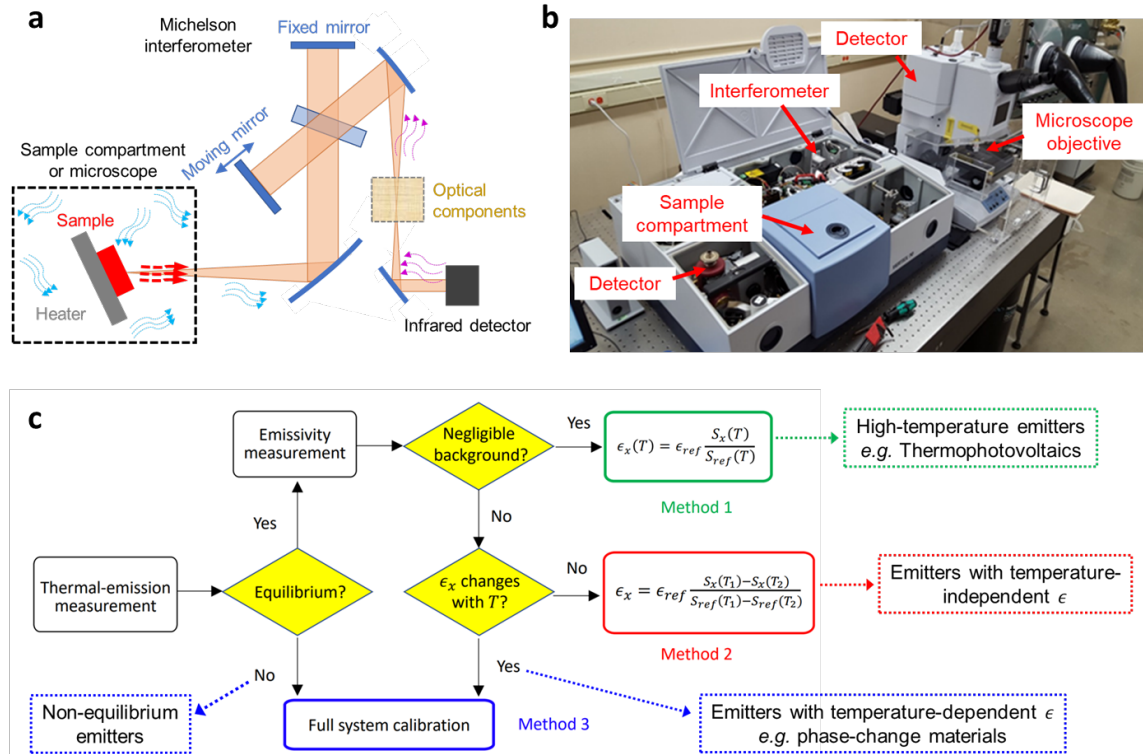 a
Michelson
interferometer
Fixed mirror
Moving mirror
Sample compartment
or microscope
Sample
Heater
Optical
components
Infrared detector
b
Detector
Interferometer
Microscope
objective
Sample
compartment
Detector
c
Emissivity
measurement
Negligible
background?
Yes
ϵ_x(T) = ϵ_ref S_x(T)/S_ref(T)
High-temperature emitters
e.g. Thermophotovoltaics
Method 1
No
Yes
Thermal-emission
measurement
Equilibrium?
ϵ_x changes
with T?
No
ϵ_x = ϵ_ref (S_x(T_1)−S_x(T_2))/(S_ref(T_1)−S_ref(T_2))
Emitters with temperature-
independent ϵ
Method 2
No
Yes
Non-equilibrium
emitters
Full system calibration
Method 3
Emitters with temperature-dependent ϵ
e.g. phase-change materials